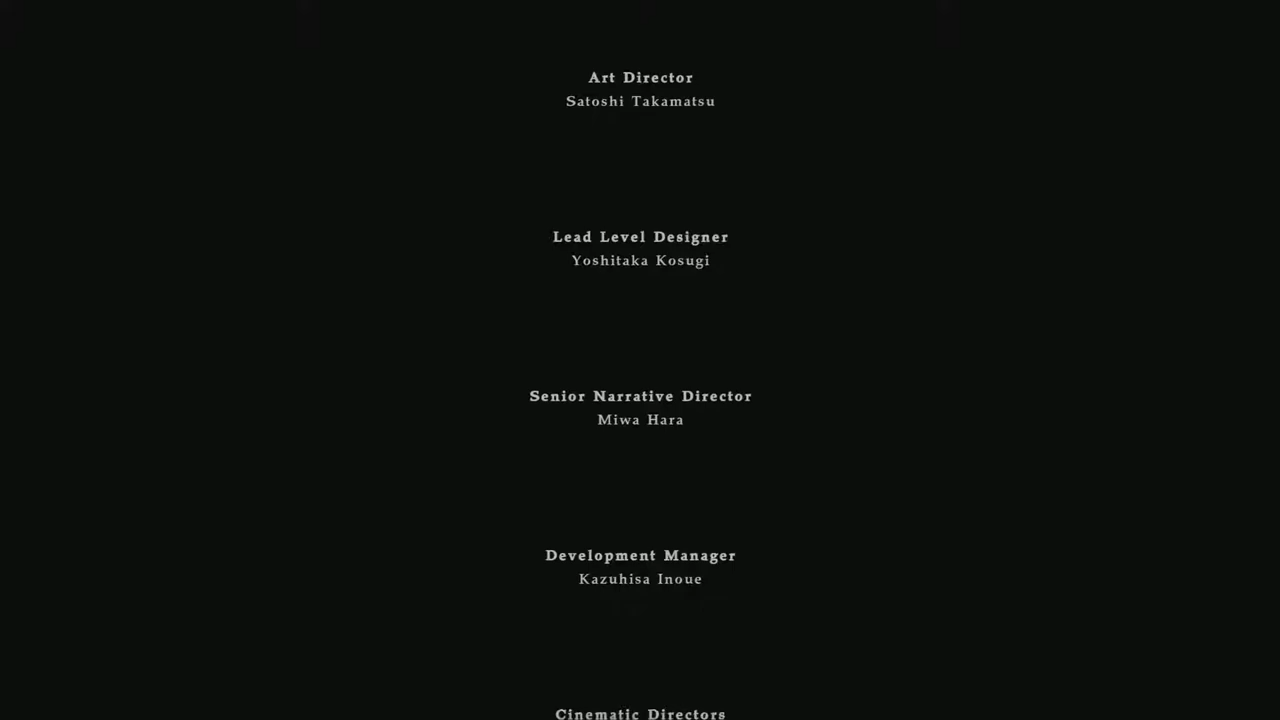 Art Director
Satoshi Takamatsu
Lead Level Designer
Yoshitaka Kosugi
Senior Narrative Director
Miwa Hara
Development Manager
Kazuhisa Inoue
Cinematic Directors